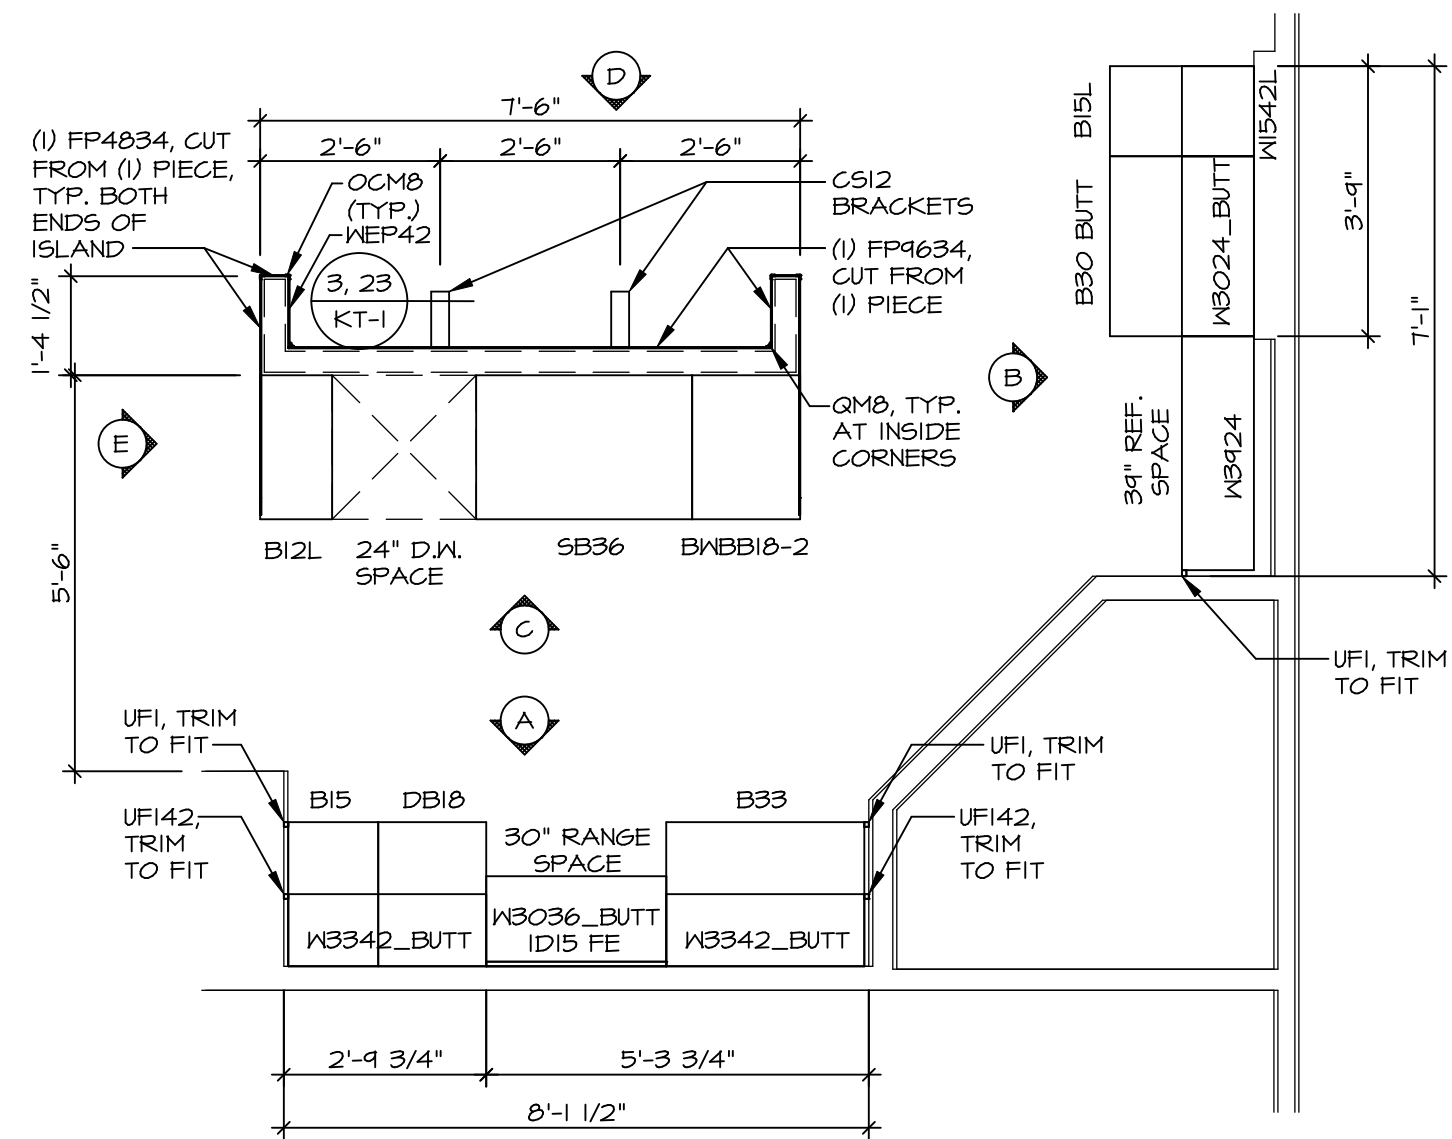 D
7'-6"
2'-6"
2'-6"
2'-6"
(1) FP4834, CUT
FROM (1) PIECE,
TYP. BOTH
ENDS OF
ISLAND
OCM8
(TYP.)
WEP42
3, 23
KT-1
CS12
BRACKETS
(1) FP9634,
CUT FROM
(1) PIECE
1'-4 1/2"
5'-6"
E
B
QM8, TYP.
AT INSIDE
CORNERS
B12L
24" D.W.
SPACE
SB36
BWBB18-2
C
A
B15L
W1542L
B30 BUTT
W3024_BUTT
3'-9"
7'-1"
39" REF.
SPACE
W3924
UF1, TRIM
TO FIT
UF1, TRIM
TO FIT
UF142,
TRIM
TO FIT
B15
DB18
B33
30" RANGE
SPACE
UF1, TRIM
TO FIT
UF142,
TRIM
TO FIT
W3342_BUTT
W3036_BUTT
1D15 FE
W3342_BUTT
2'-9 3/4"
5'-3 3/4"
8'-1 1/2"